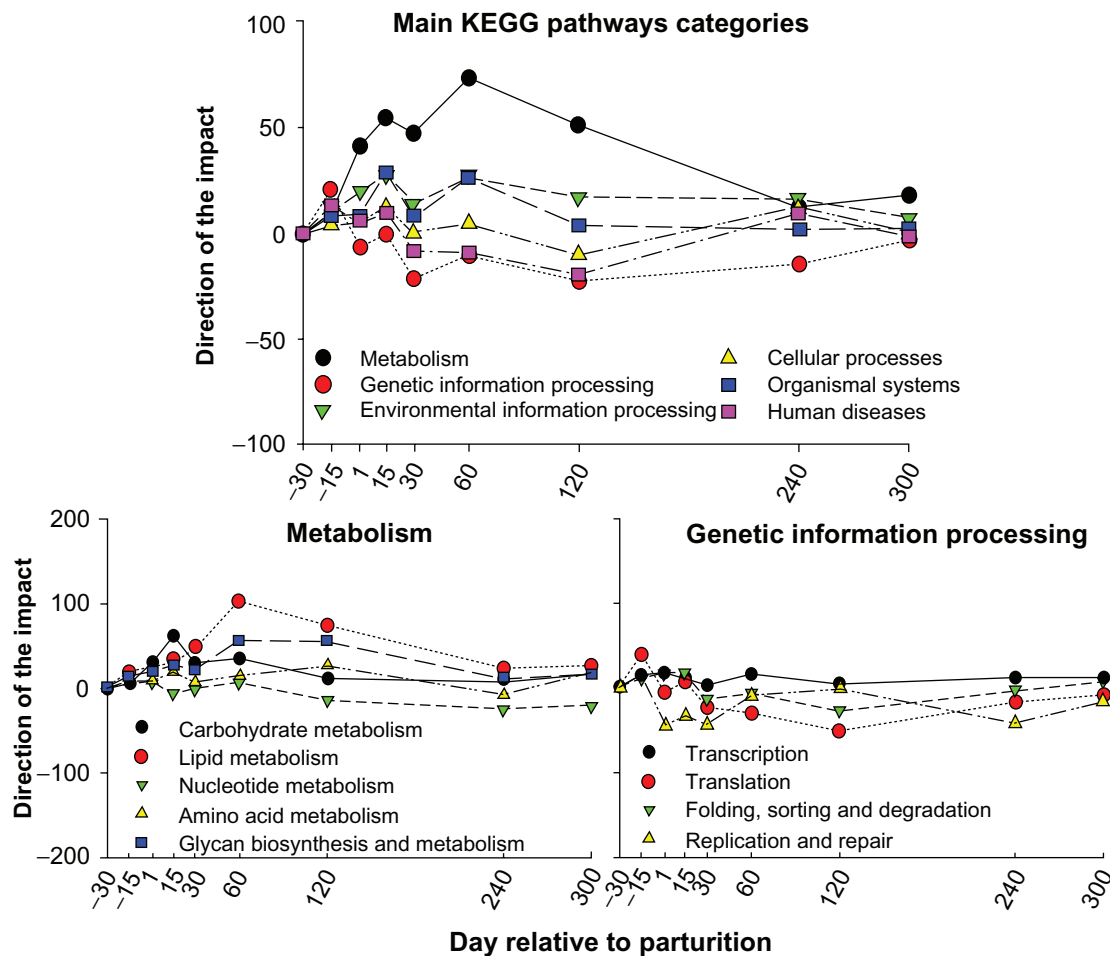 Main KEGG pathways categories
Direction of the impact
100
50
0
−50
−100
Metabolism
Genetic information processing
Environmental information processing
Cellular processes
Organismal systems
Human diseases
−30
−15
1
15
30
60
120
240
300
Metabolism
Direction of the impact
200
100
0
−100
−200
Carbohydrate metabolism
Lipid metabolism
Nucleotide metabolism
Amino acid metabolism
Glycan biosynthesis and metabolism
−30
−15
1
15
30
60
120
240
300
Genetic information processing
Transcription
Translation
Folding, sorting and degradation
Replication and repair
−30
−15
1
15
30
60
120
240
300
Day relative to parturition